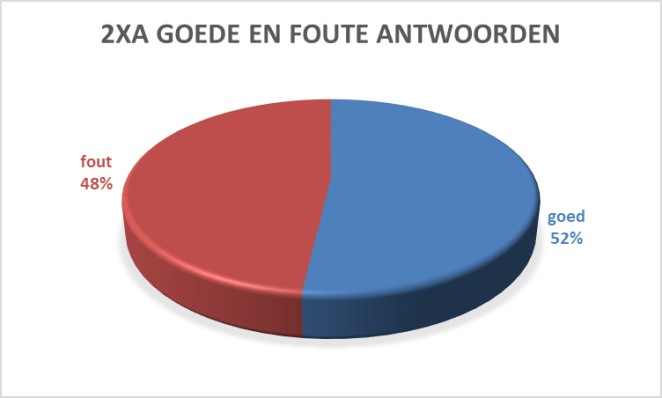 2XA GOEDE EN FOUTE ANTWOORDEN
fout
48%
goed
52%